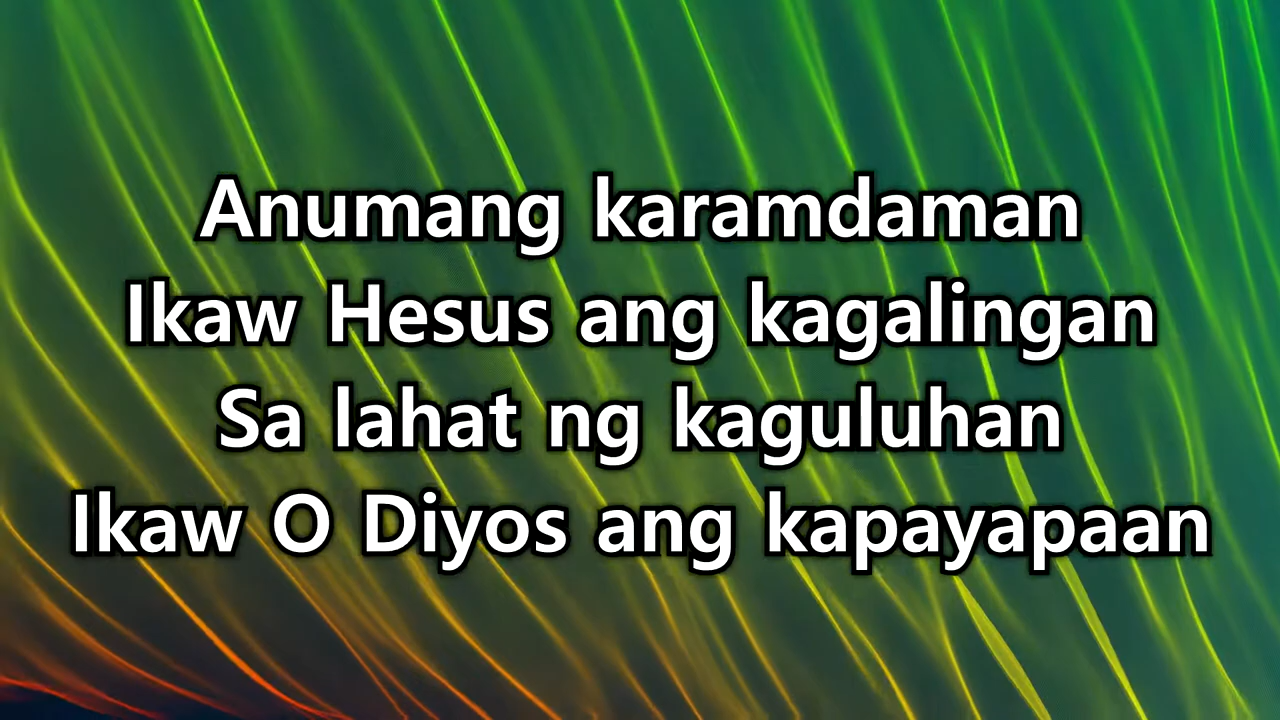 Anumang karamdaman
Ikaw Hesus ang kagalingan
Sa lahat ng kaguluhan
Ikaw O Diyos ang kapayapaan